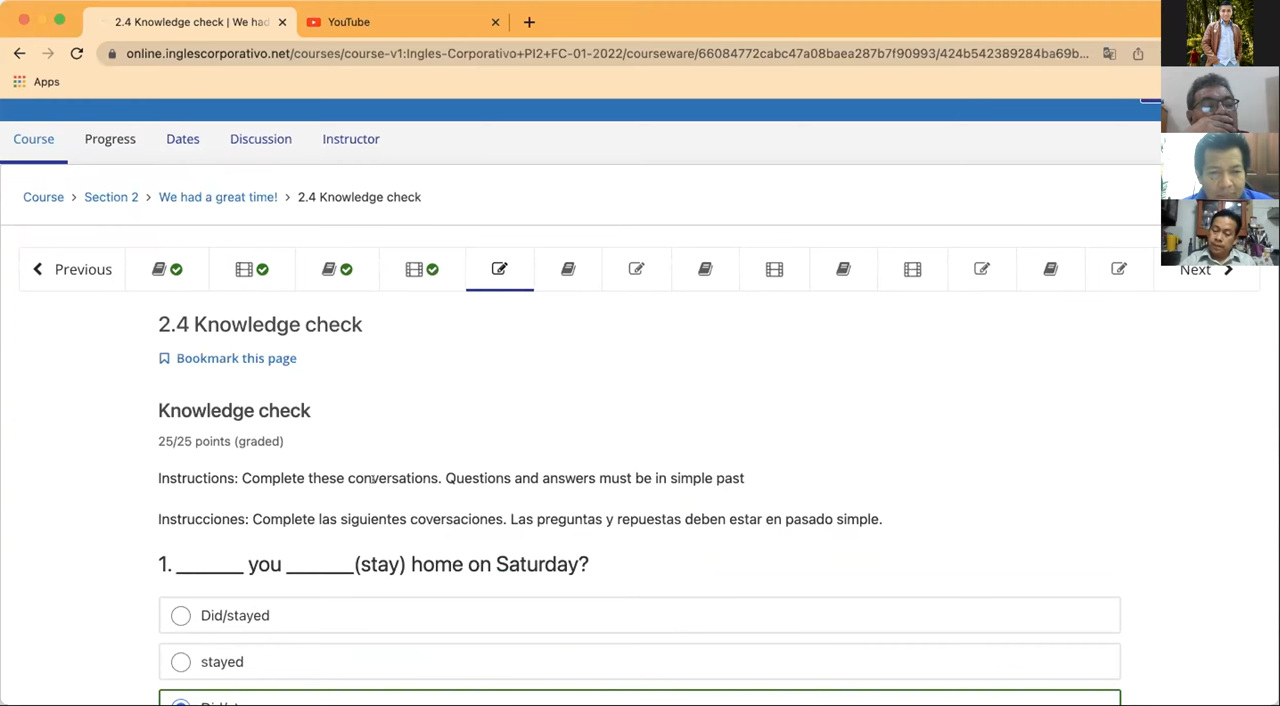 2.4 Knowledge check | We had
YouTube
online.inglescorporativo.net/courses/course-v1:Ingles-Corporativo+PI2+FC-01-2022/courseware/66084772cabc47a08baea287b7f90993/424b542389284ba69b...
Apps
Course Progress Dates Discussion Instructor
Course > Section 2 > We had a great time! > 2.4 Knowledge check
Previous
Next
2.4 Knowledge check
Bookmark this page
Knowledge check
25/25 points (graded)
Instructions: Complete these conversations. Questions and answers must be in simple past
Instrucciones: Complete las siguientes coversaciones. Las preguntas y repuestas deben estar en pasado simple.
1. _______ you _______(stay) home on Saturday?
Did/stayed
stayed